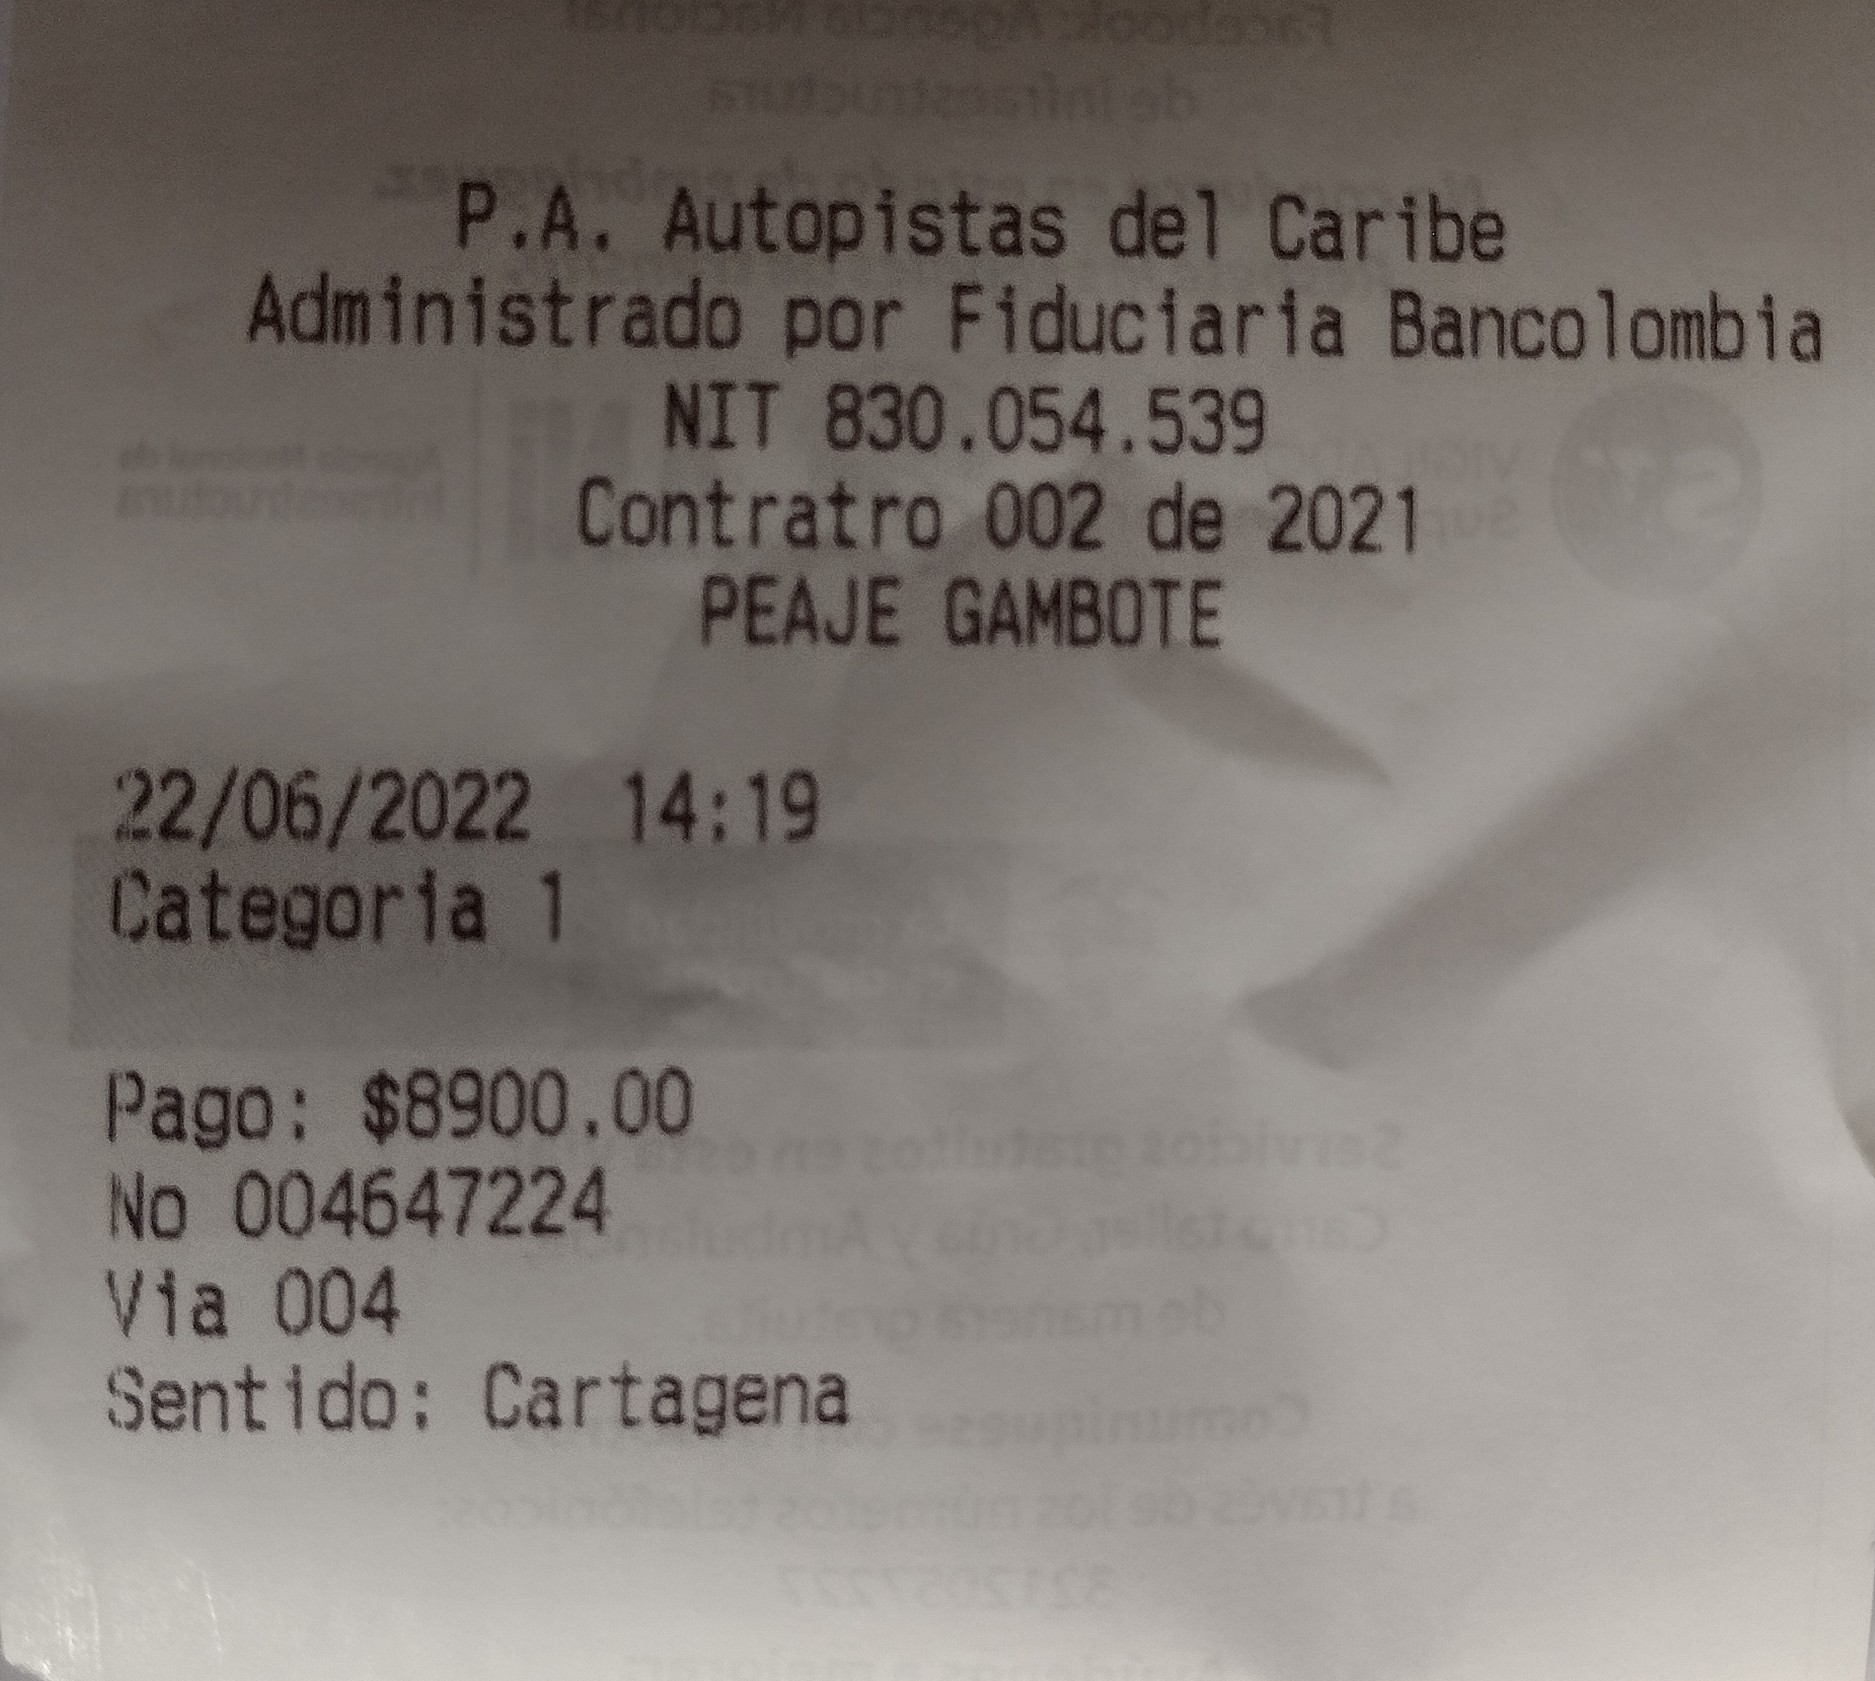 P.A. Autopistas del Caribe
Administrado por Fiduciaria Bancolombia
NIT 830.054.539
Contratro 002 de 2021
PEAJE GAMBOTE
22/06/2022 14:19
Categoria 1
Pago: $8900.00
No 004647224
Via 004
Sentido: Cartagena